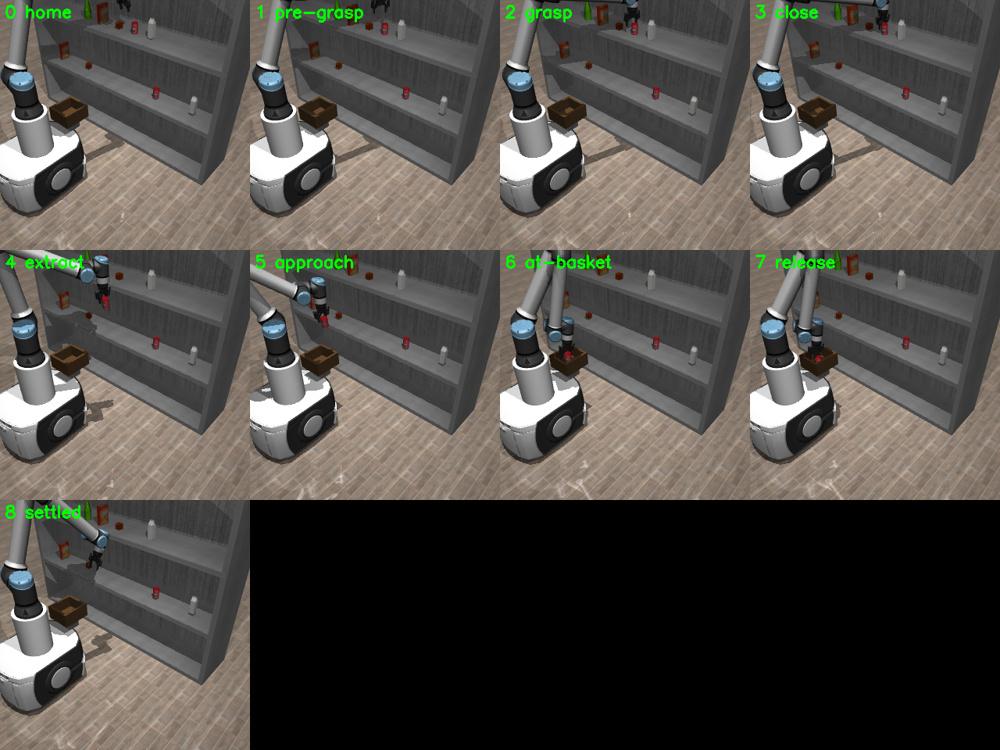 0 home
1 pre-grasp
2 grasp
3 close
4 extract
5 approach
6 at-basket
7 release
8 settled